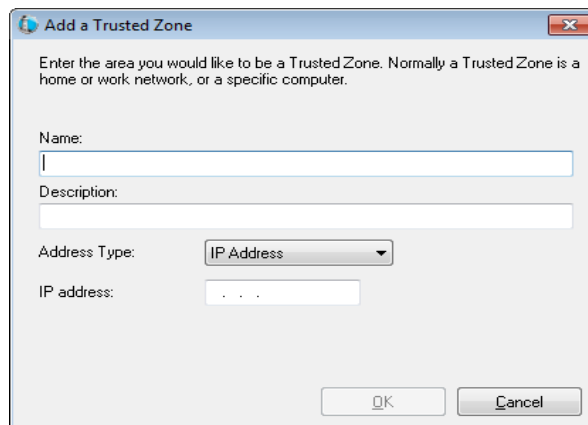 Add a Trusted Zone
Enter the area you would like to be a Trusted Zone. Normally a Trusted Zone is a
home or work network, or a specific computer.
Name:
Description:
Address Type: IP Address
IP address: . . .
OK Cancel